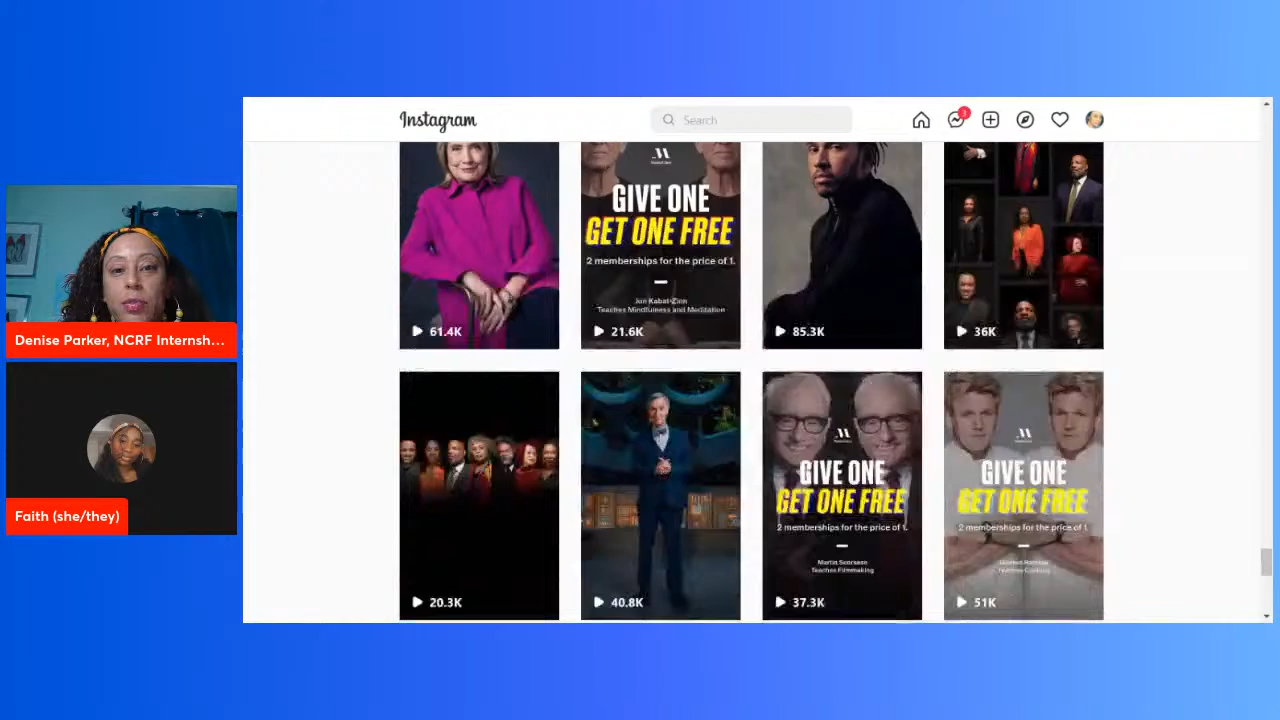 Instagram
Search
3
GIVE ONE
GET ONE FREE
2 memberships for the price of 1.
Jon Kabat-Zinn
Teaches Mindfulness and Meditation
61.4K
21.6K
85.3K
36K
Denise Parker, NCRF Internsh...
Faith (she/they)
GIVE ONE
GET ONE FREE
2 memberships for the price of 1.
Martin Scorsese
Teaches Filmmaking
GIVE ONE
GET ONE FREE
2 memberships for the price of 1.
Teaches Cooking
20.3K
40.8K
37.3K
51K